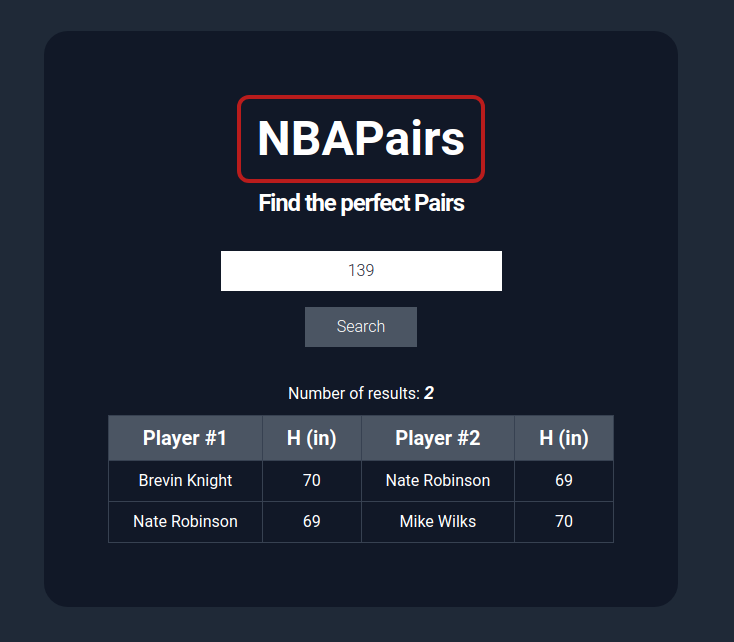 NBAPairs
Find the perfect Pairs
139
Search
Number of results: 2
Player #1 H (in) Player #2 H (in)
Brevin Knight 70 Nate Robinson 69
Nate Robinson 69 Mike Wilks 70